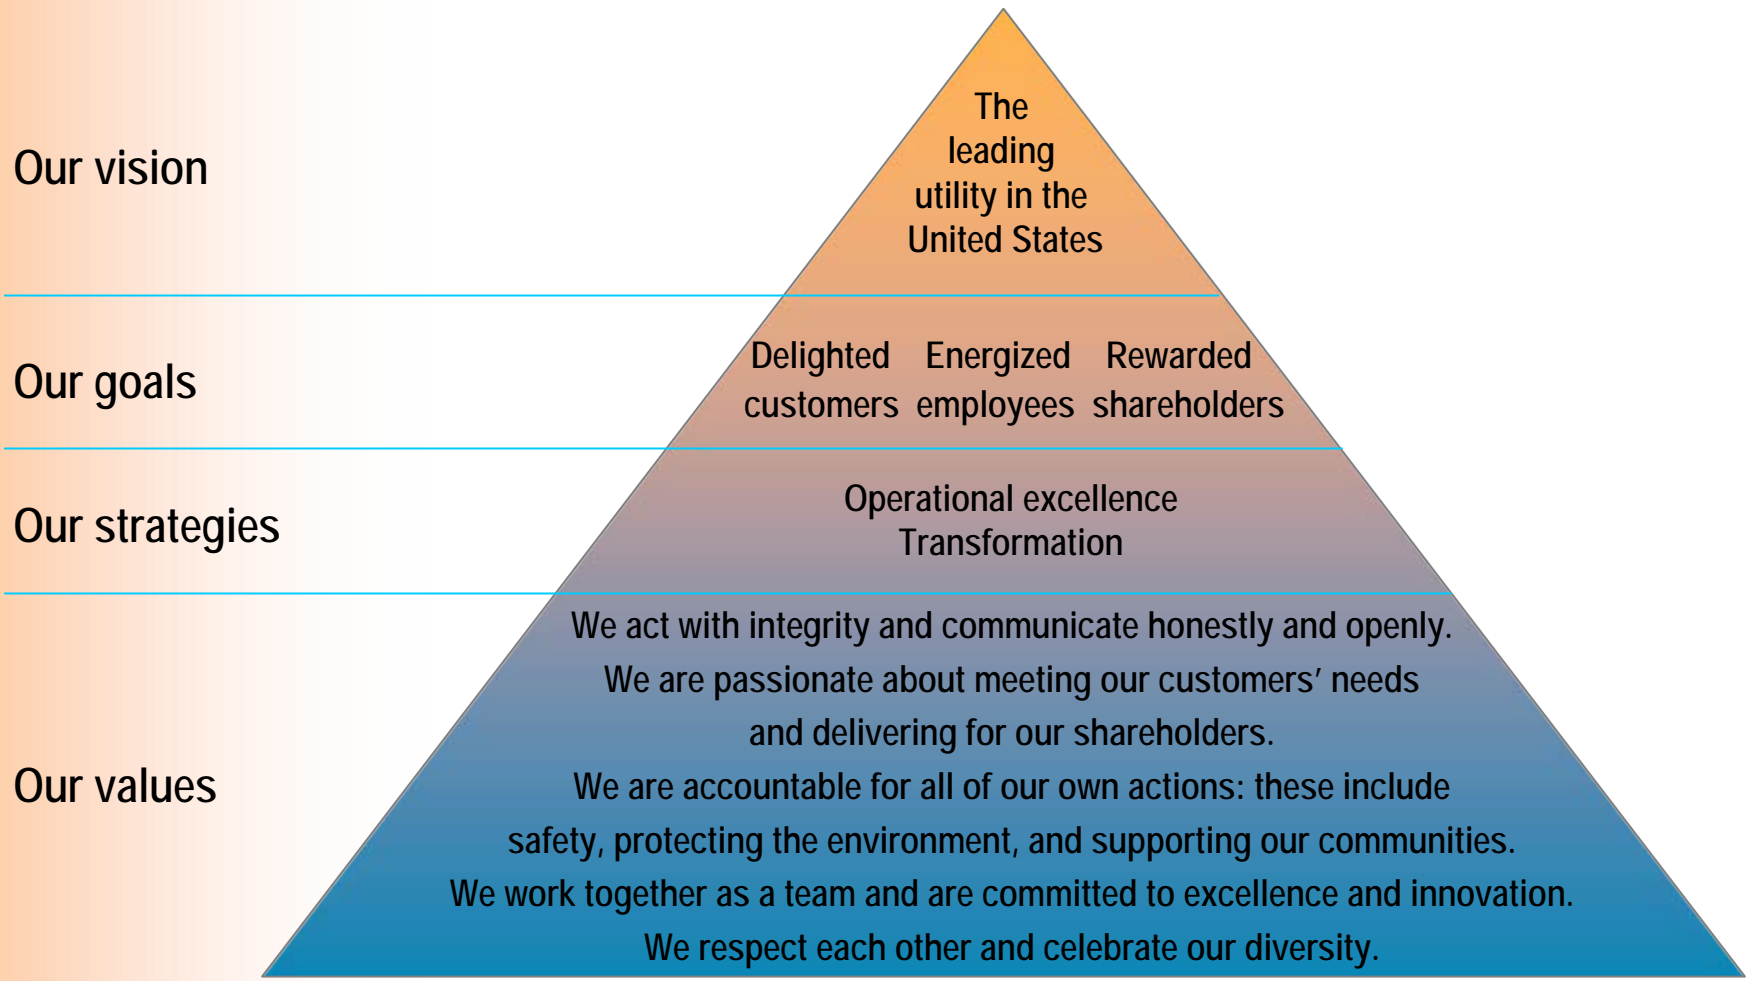 Our vision
The
leading
utility in the
United States
Our goals
Delighted Energized Rewarded
customers employees shareholders
Our strategies
Operational excellence
Transformation
Our values
We act with integrity and communicate honestly and openly.
We are passionate about meeting our customers’ needs
and delivering for our shareholders.
We are accountable for all of our own actions: these include
safety, protecting the environment, and supporting our communities.
We work together as a team and are committed to excellence and innovation.
We respect each other and celebrate our diversity.